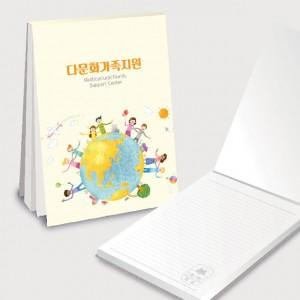 다문화가족지원
Multicultural Family
Support Center